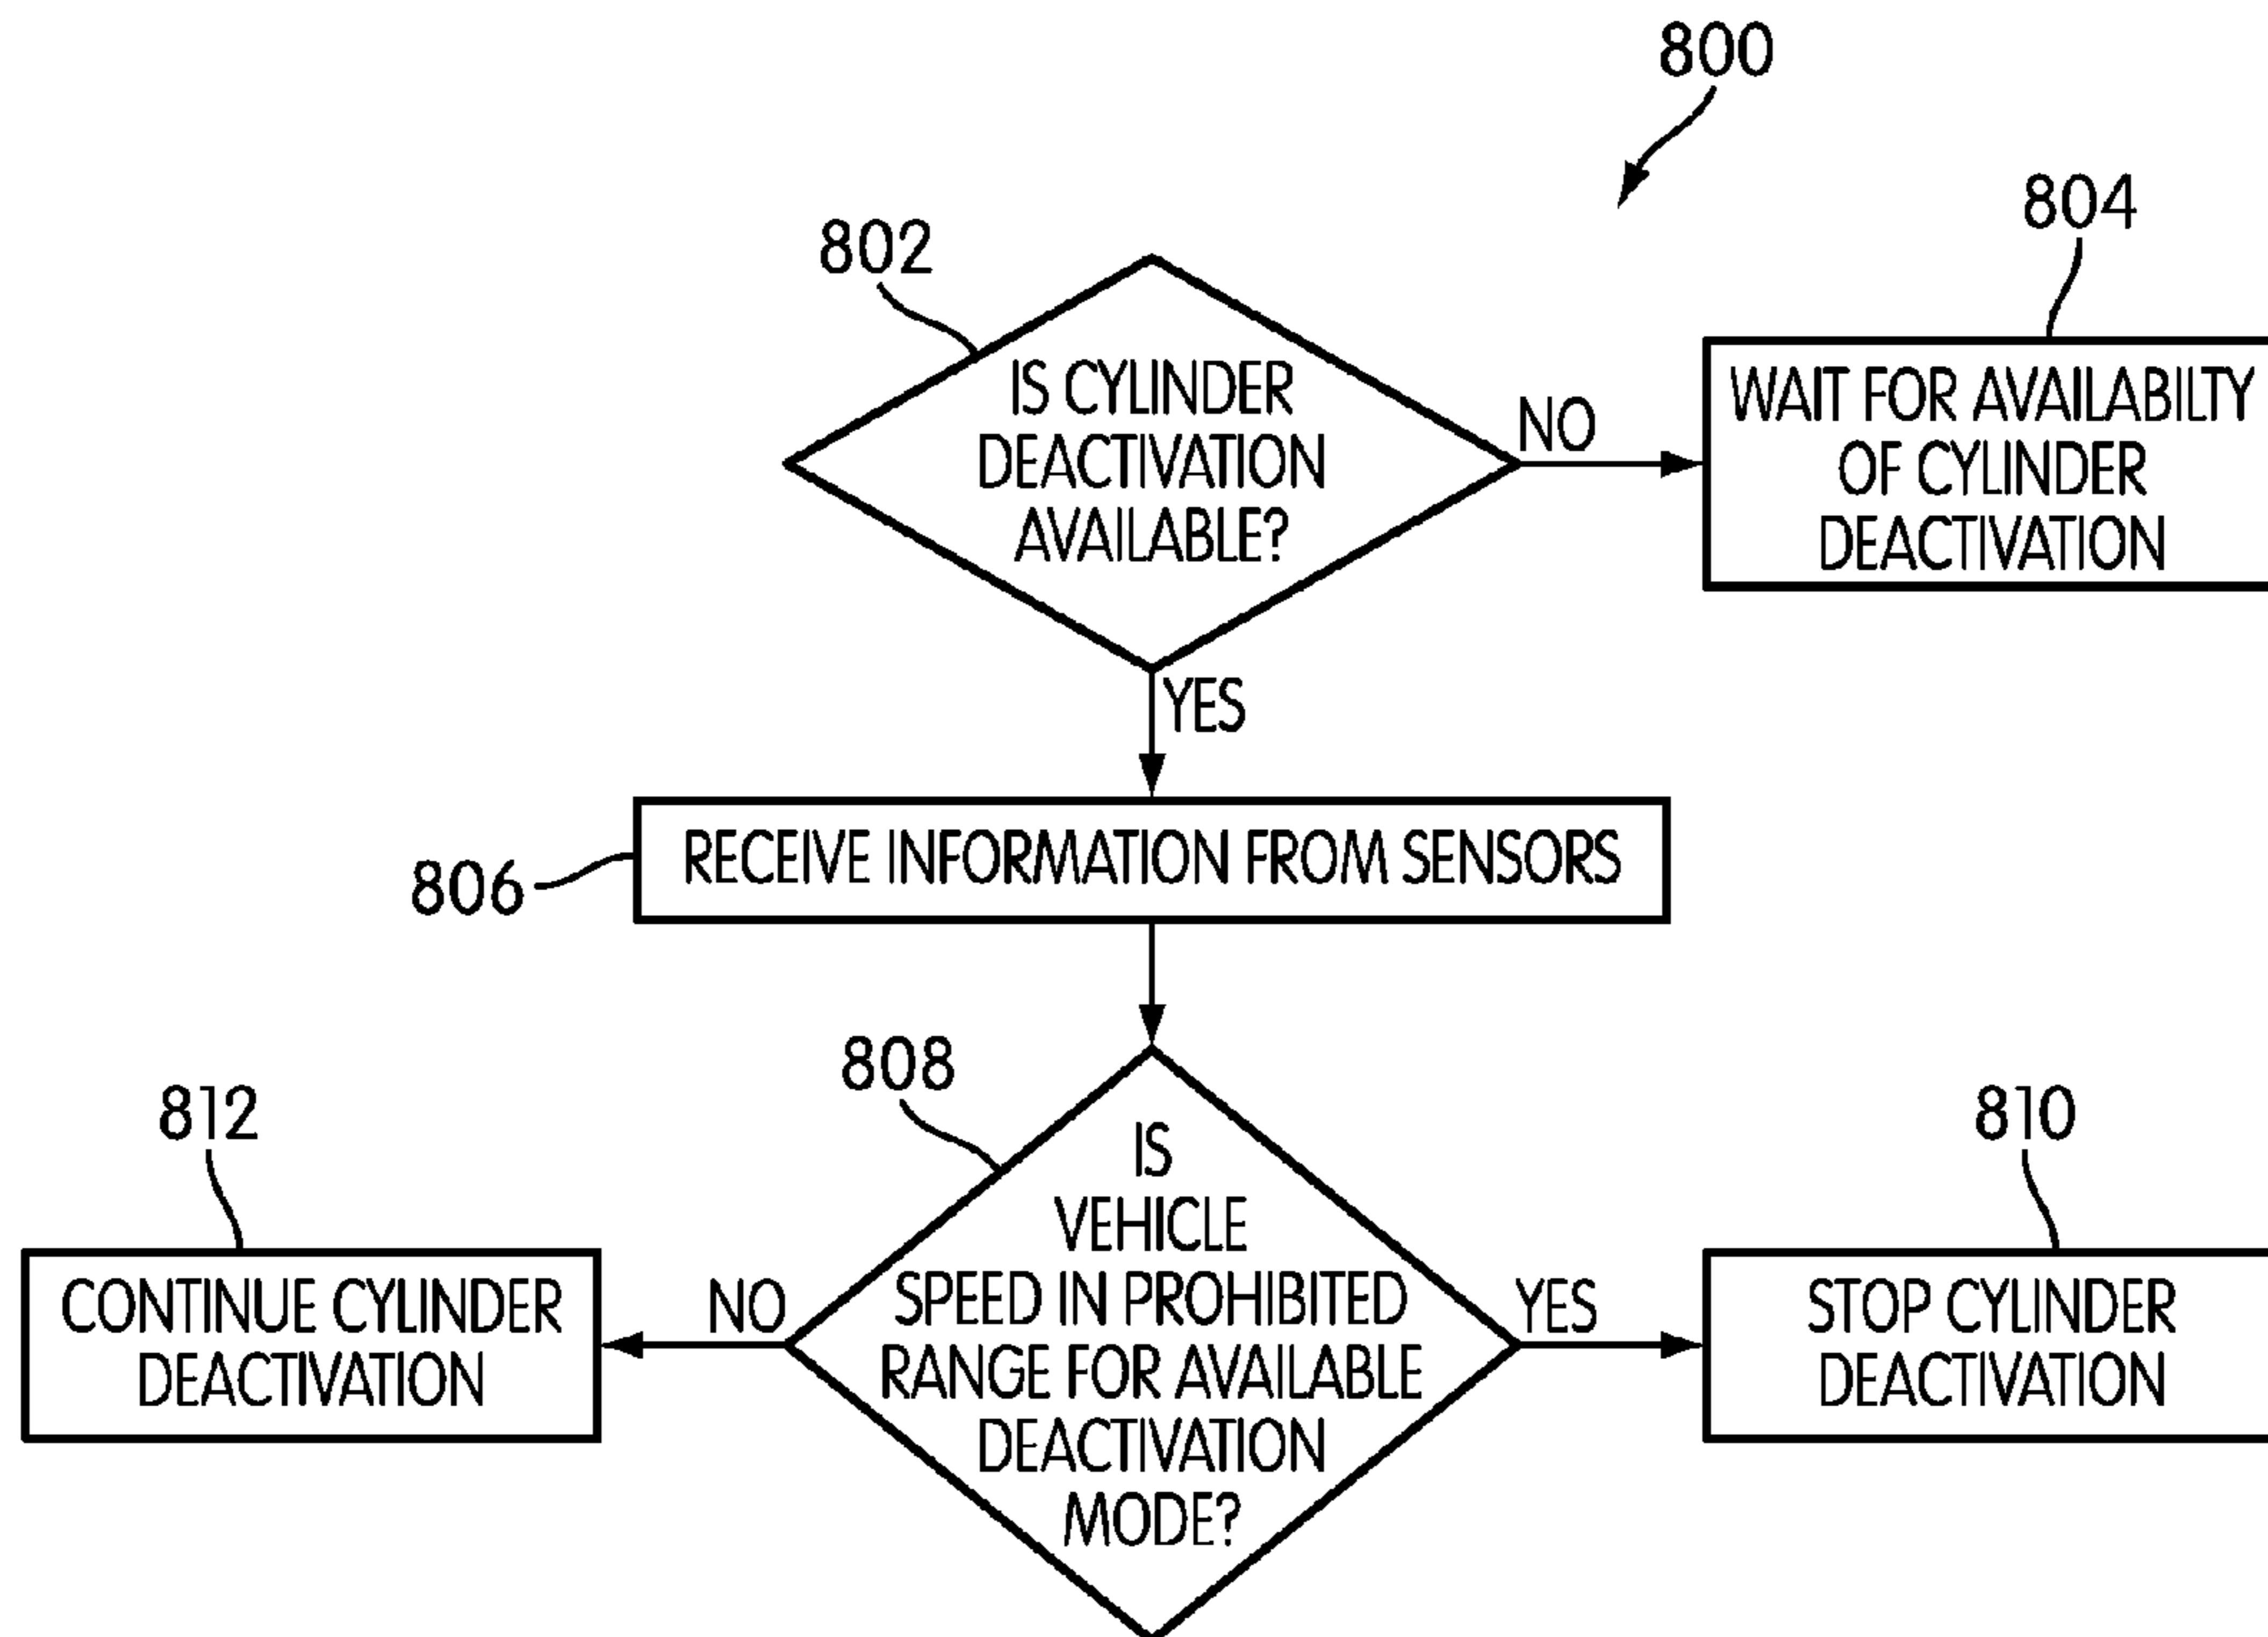 800
802
804
IS CYLINDER
DEACTIVATION
AVAILABLE?
NO
WAIT FOR AVAILABILTY
OF CYLINDER
DEACTIVATION
YES
806
RECEIVE INFORMATION FROM SENSORS
808
812
810
IS
VEHICLE
SPEED IN PROHIBITED
RANGE FOR AVAILABLE
DEACTIVATION
MODE?
NO
CONTINUE CYLINDER
DEACTIVATION
YES
STOP CYLINDER
DEACTIVATION